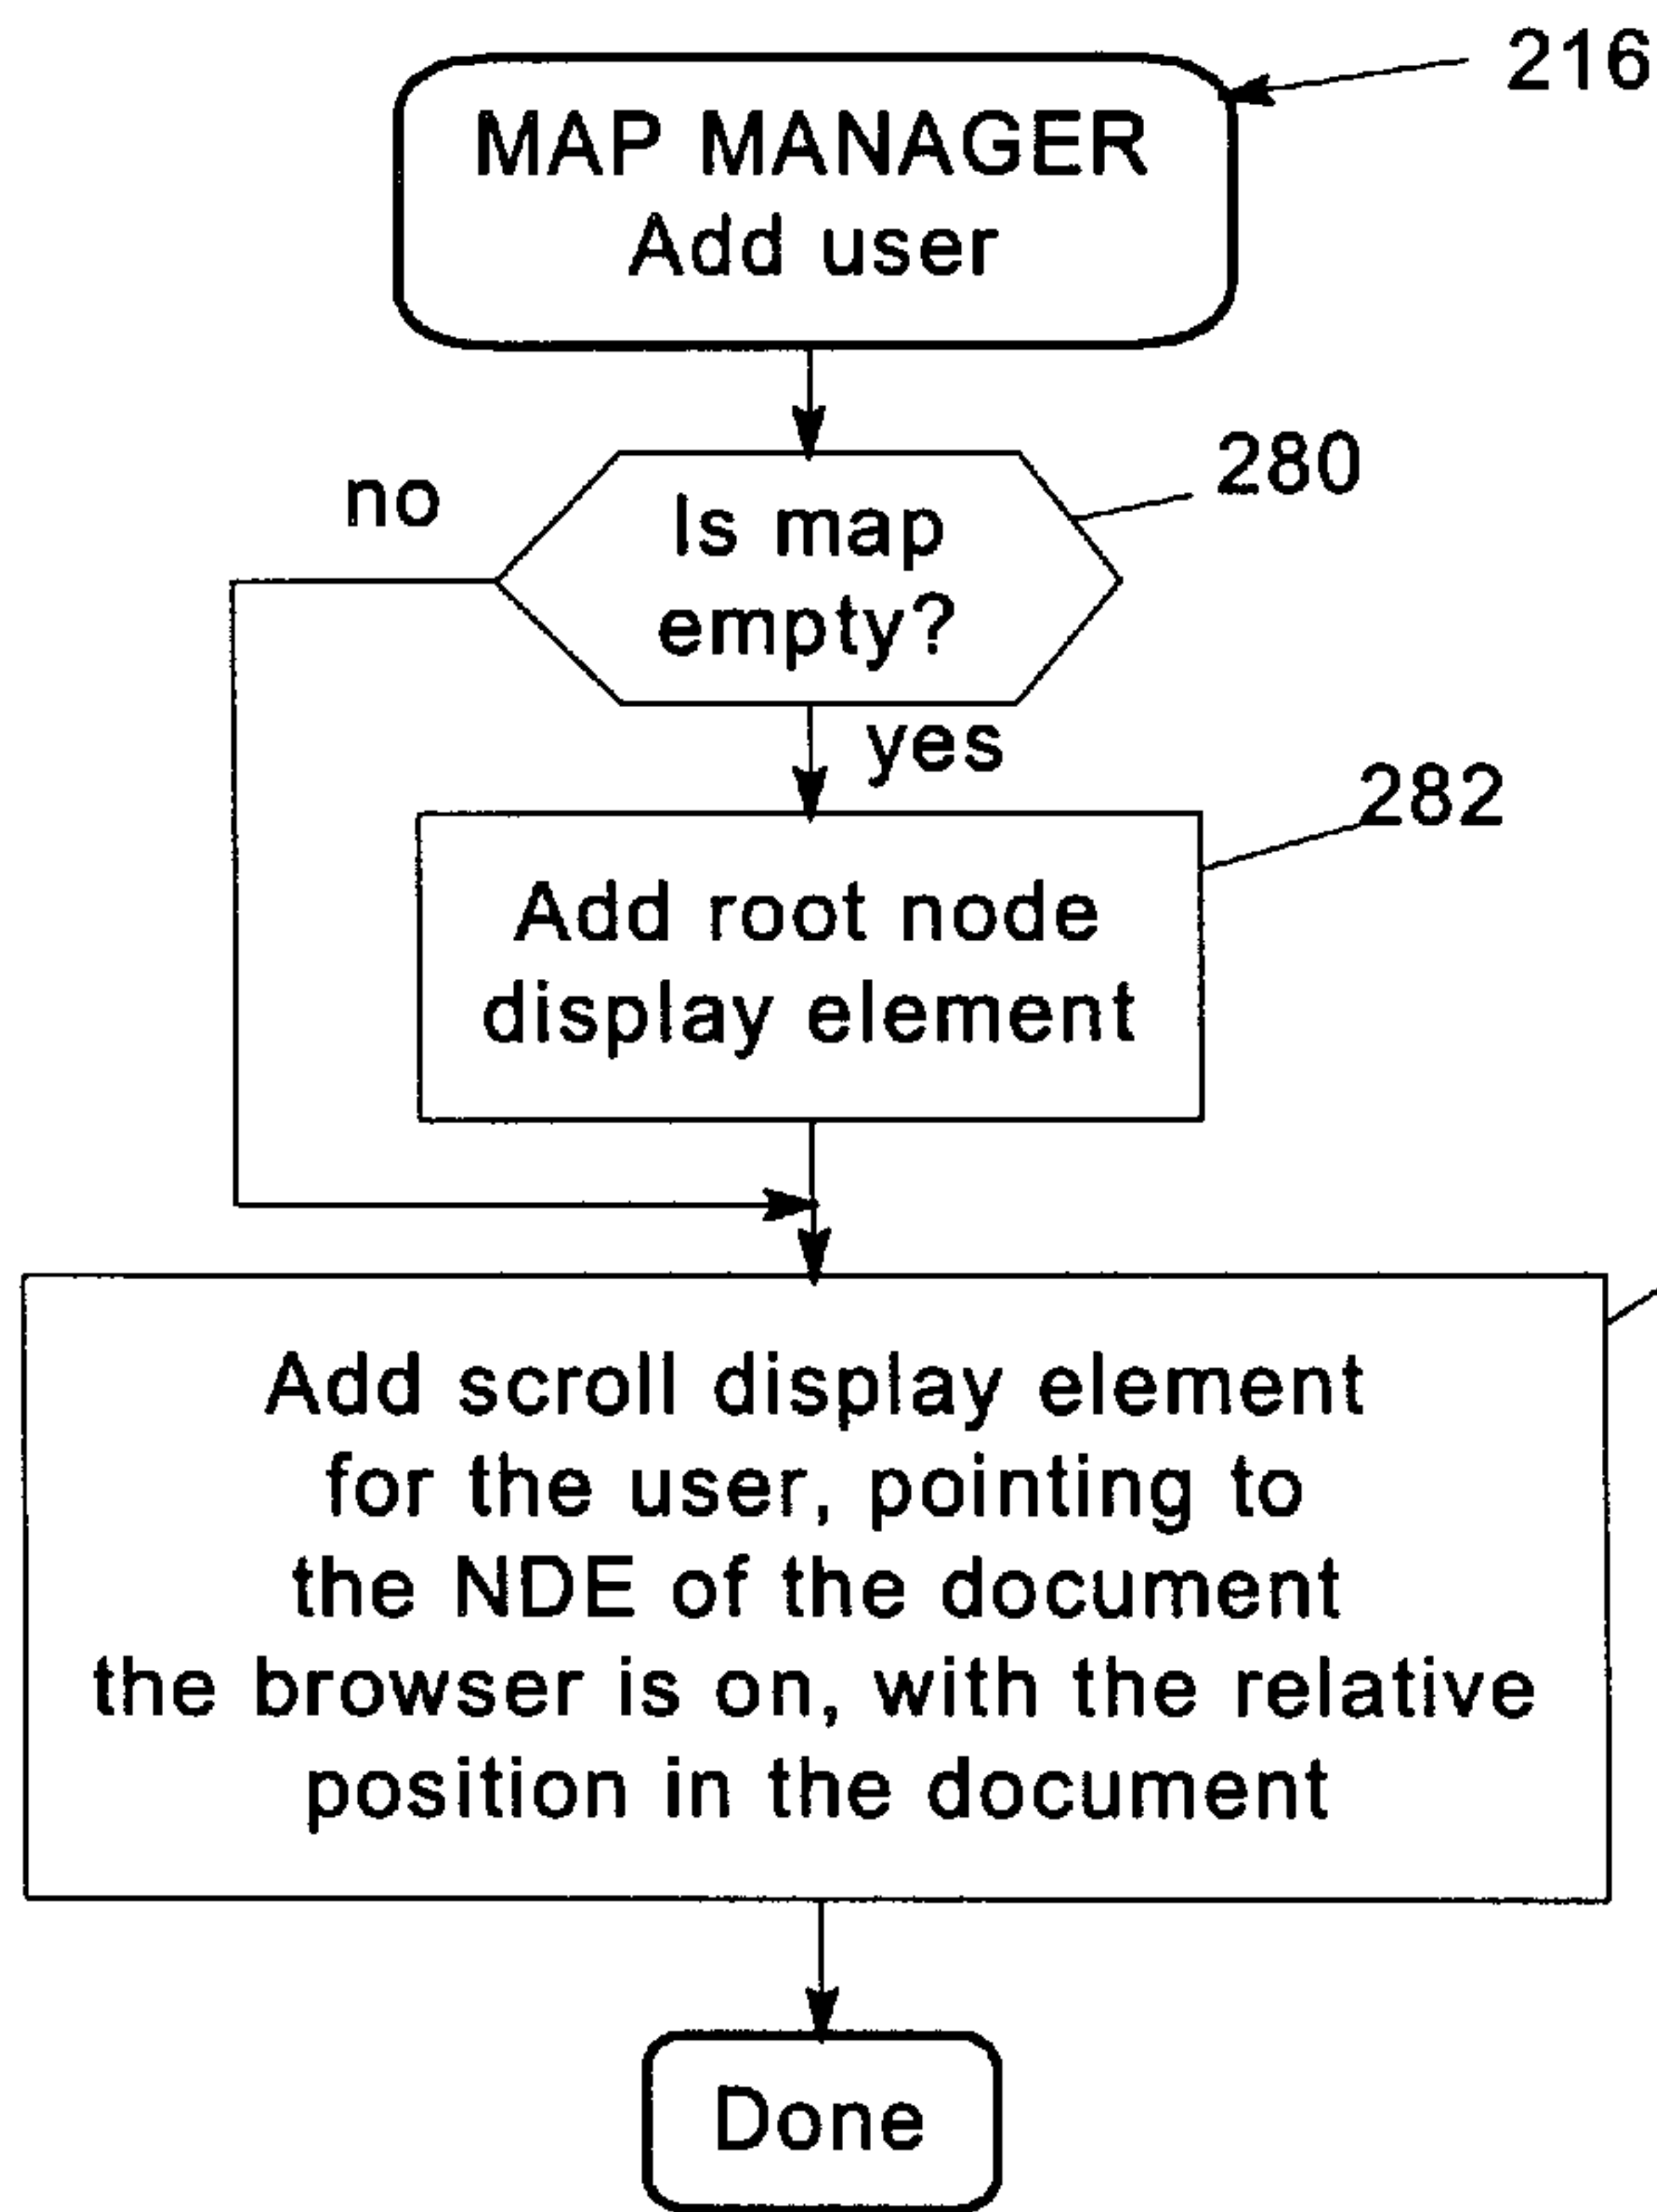 216
MAP MANAGER
Add user
280
no
Is map
empty?
yes
282
Add root node
display element
Add scroll display element
for the user, pointing to
the NDE of the document
the browser is on, with the relative
position in the document
Done